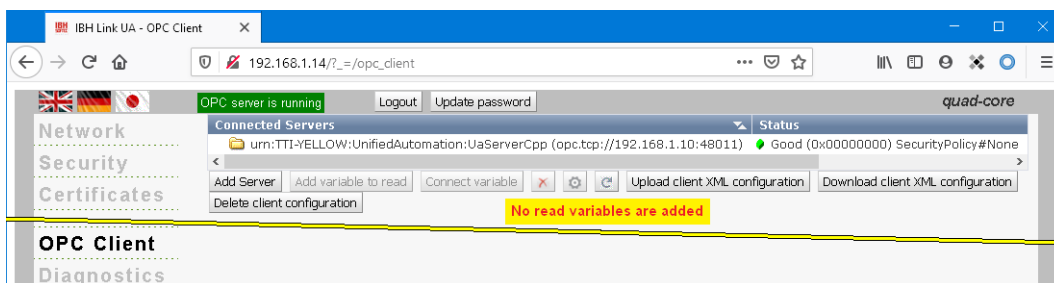 IBH Link UA - OPC Client
192.168.1.14/?_=/opc_client
OPC server is running
Logout
Update password
quad-core
Network
Security
Certificates
OPC Client
Diagnostics
Connected Servers
Status
urn:TTI-YELLOW:UnifiedAutomation:UaServerCpp (opc.tcp://192.168.1.10:48011)
Good (0x00000000) SecurityPolicy#None
Add Server
Add variable to read
Connect variable
Upload client XML configuration
Download client XML configuration
Delete client configuration
No read variables are added